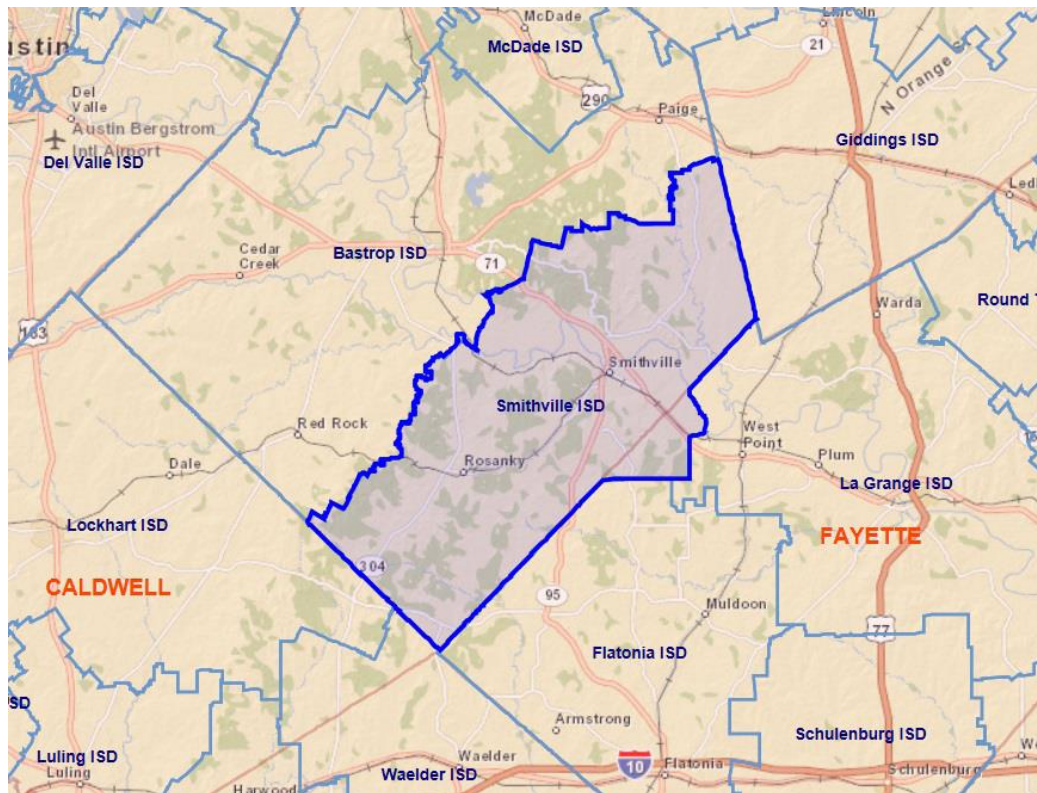 ustin
McDade
McDade ISD
Lincoln
21
N Orange St
Del
Valle
290
Paige
Austin Bergstrom
Intl Airport
Del Valle ISD
Giddings ISD
Cedar
Creek
Bastrop ISD
71
Warda
Round
183
Smithville
Smithville ISD
Red Rock
West
Point
Dale
Rosanky
Plum
La Grange ISD
Lockhart ISD
FAYETTE
CALDWELL
304
95
Muldoon
77
Flatonia ISD
ISD
Armstrong
Schulenburg ISD
Luling ISD
Luling
Waelder
Waelder ISD
10
Flatonia
Schulenburg
Harwood